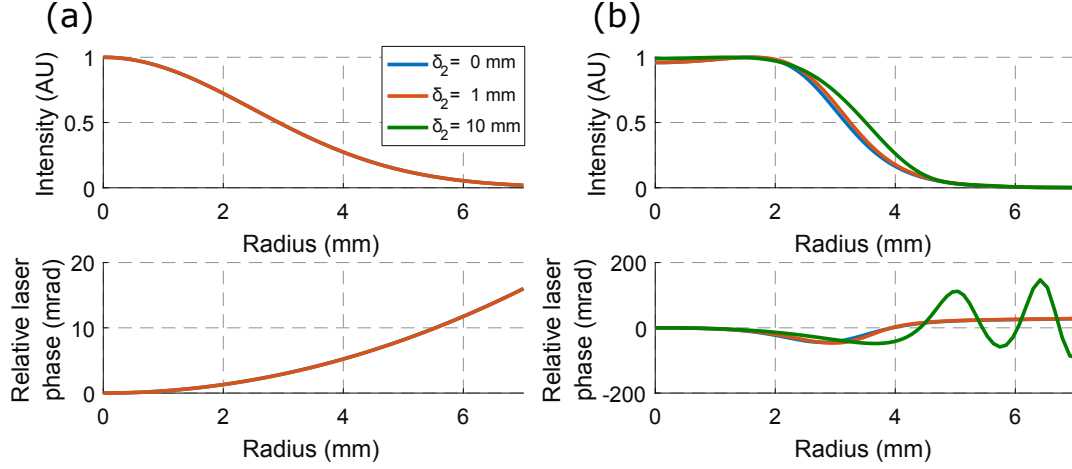 (a)
Intensity (AU)
1
0.5
0
0
2
4
6
Radius (mm)
δ₂ = 0 mm
δ₂ = 1 mm
δ₂ = 10 mm
Relative laser
phase (mrad)
20
10
0
0
2
4
6
Radius (mm)
(b)
Intensity (AU)
1
0.5
0
0
2
4
6
Radius (mm)
Relative laser
phase (mrad)
200
0
-200
0
2
4
6
Radius (mm)